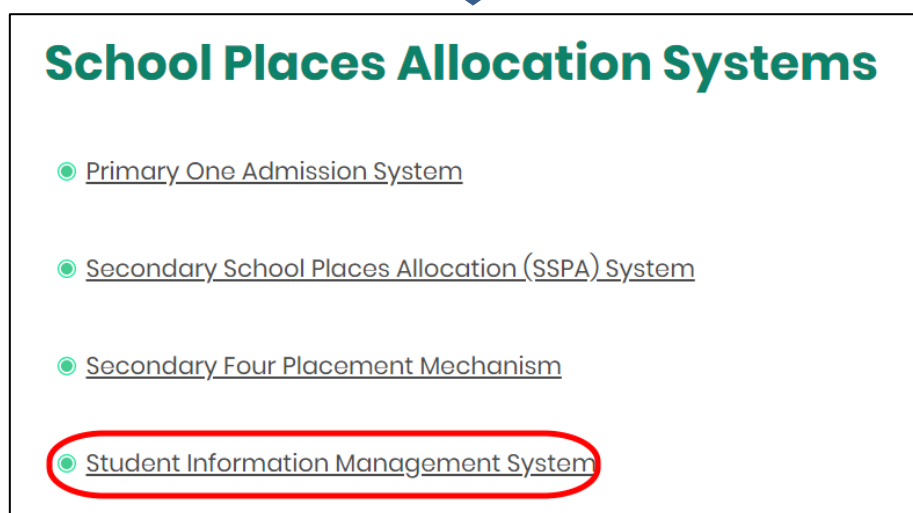 School Places Allocation Systems
Primary One Admission System
Secondary School Places Allocation (SSPA) System
Secondary Four Placement Mechanism
Student Information Management System